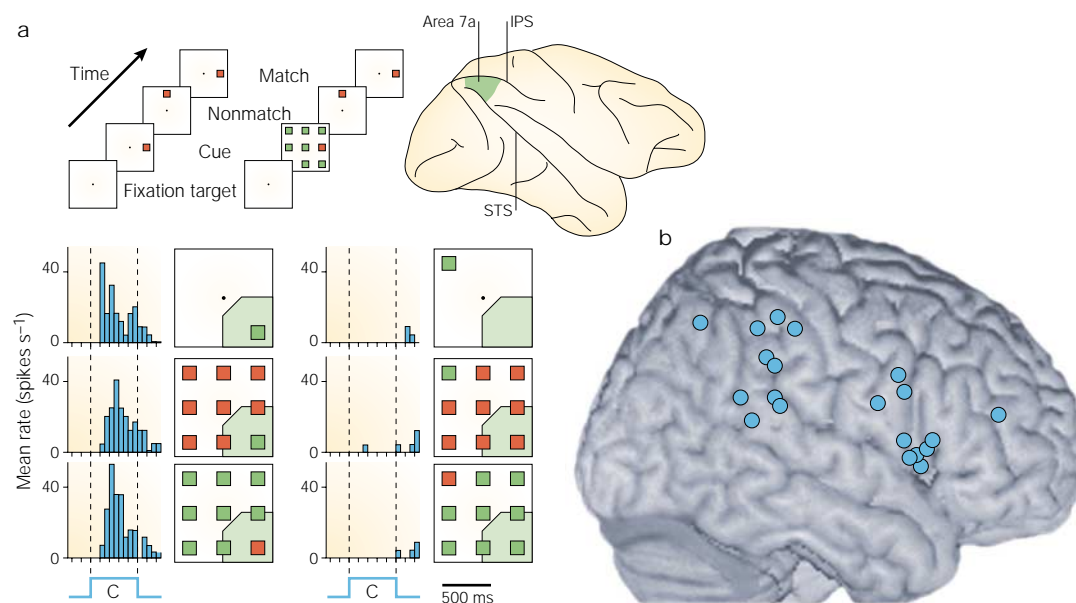 a
Area 7a
IPS
Time
Match
Nonmatch
Cue
Fixation target
STS
b
Mean rate (spikes s–1)
40
0
40
0
40
0
40
0
40
0
40
0
C
C
500 ms